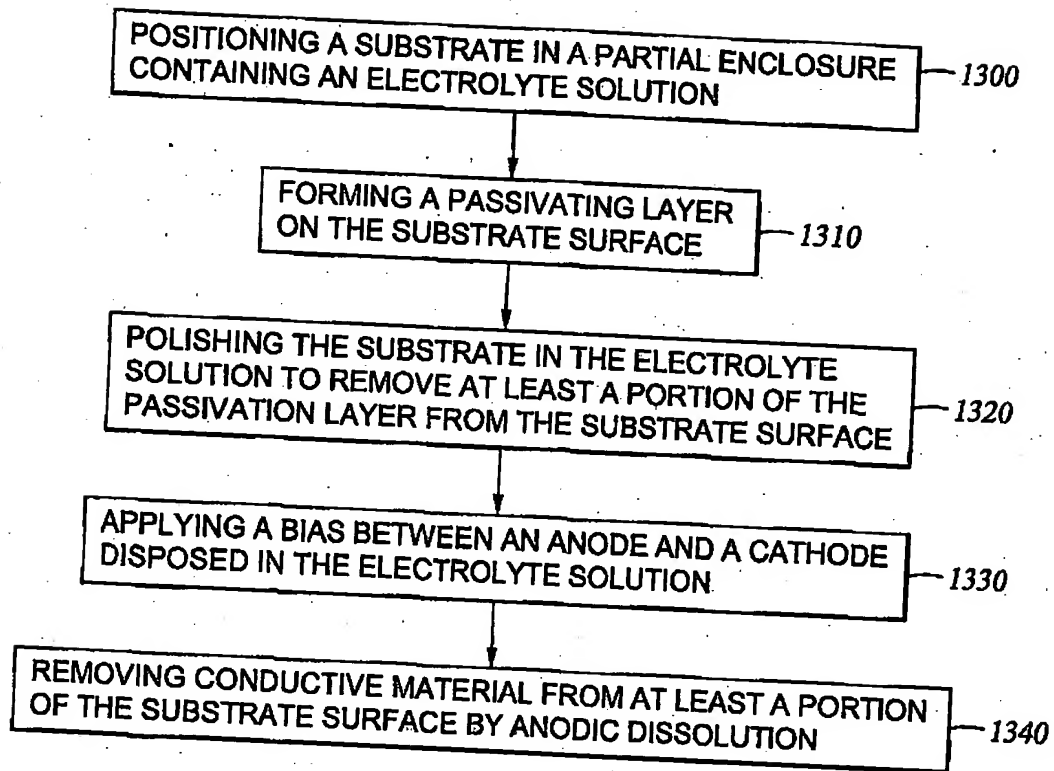 POSITIONING A SUBSTRATE IN A PARTIAL ENCLOSURE
CONTAINING AN ELECTROLYTE SOLUTION
1300
FORMING A PASSIVATING LAYER
ON THE SUBSTRATE SURFACE
1310
POLISHING THE SUBSTRATE IN THE ELECTROLYTE
SOLUTION TO REMOVE AT LEAST A PORTION OF THE
PASSIVATION LAYER FROM THE SUBSTRATE SURFACE
1320
APPLYING A BIAS BETWEEN AN ANODE AND A CATHODE
DISPOSED IN THE ELECTROLYTE SOLUTION
1330
REMOVING CONDUCTIVE MATERIAL FROM AT LEAST A PORTION
OF THE SUBSTRATE SURFACE BY ANODIC DISSOLUTION
1340